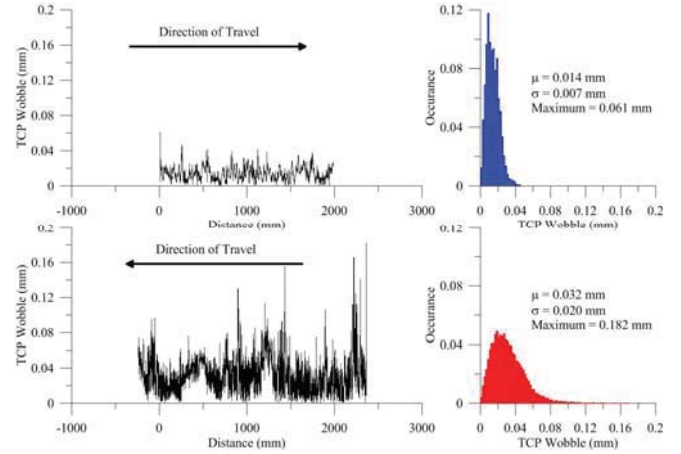 0.2
0.16
0.12
0.08
0.04
0
TCP Wobble (mm)
Direction of Travel
-1000 0 1000 2000 3000
Distance (mm)
0.12
0.08
0.04
0
Occurance
μ = 0.014 mm
σ = 0.007 mm
Maximum = 0.061 mm
0 0.04 0.08 0.12 0.16 0.2
TCP Wobble (mm)
0.2
0.16
0.12
0.08
0.04
0
TCP Wobble (mm)
Direction of Travel
-1000 0 1000 2000 3000
Distance (mm)
0.12
0.08
0.04
0
Occurance
μ = 0.032 mm
σ = 0.020 mm
Maximum = 0.182 mm
0 0.04 0.08 0.12 0.16 0.2
TCP Wobble (mm)